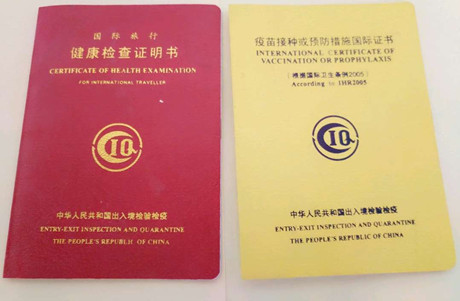 国际旅行
健康检查证明书
CERTIFICATE OF HEALTH EXAMINATION
FOR INTERNATIONAL TRAVELLER
CIQ
中华人民共和国出入境检验检疫
ENTRY-EXIT INSPECTION AND QUARANTINE
THE PEOPLE'S REPUBLIC OF CHINA
疫苗接种或预防措施国际证书
INTERNATIONAL CERTIFICATE OF
VACCINATION OR PROPHYLAXIS
(根据国际卫生条例2005)
According to IHR2005
CIQ
中华人民共和国出入境检验检疫
ENTRY-EXIT INSPECTION AND QUARANTINE
THE PEOPLE'S REPUBLIC OF CHINA